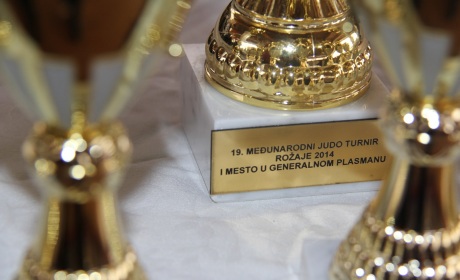 19. MEĐUNARODNI JUDO TURNIR
ROŽAJE 2014
I MESTO U GENERALNOM PLASMANU